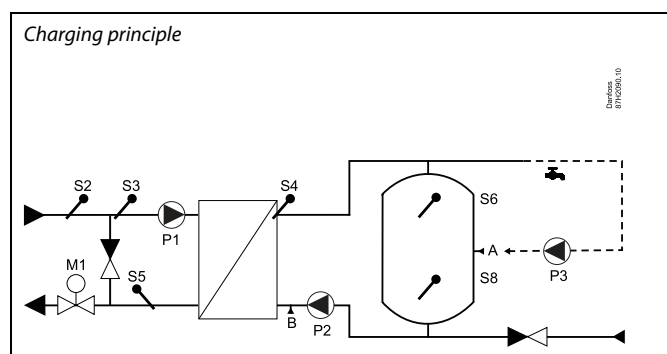 Charging principle
Danfoss
87H2090.10
S2
S3
S4
S6
P1
A
P3
M1
S5
S8
B
P2